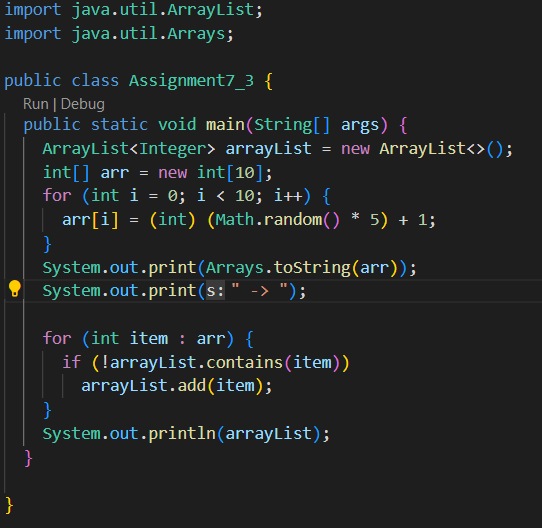 import java.util.ArrayList;
import java.util.Arrays;
public class Assignment7_3 {
Run | Debug
public static void main(String[] args) {
ArrayList<Integer> arrayList = new ArrayList<>();
int[] arr = new int[10];
for (int i = 0; i < 10; i++) {
arr[i] = (int) (Math.random() * 5) + 1;
}
System.out.print(Arrays.toString(arr));
System.out.print(s:" -> ");
for (int item : arr) {
if (!arrayList.contains(item))
arrayList.add(item);
}
System.out.println(arrayList);
}
}